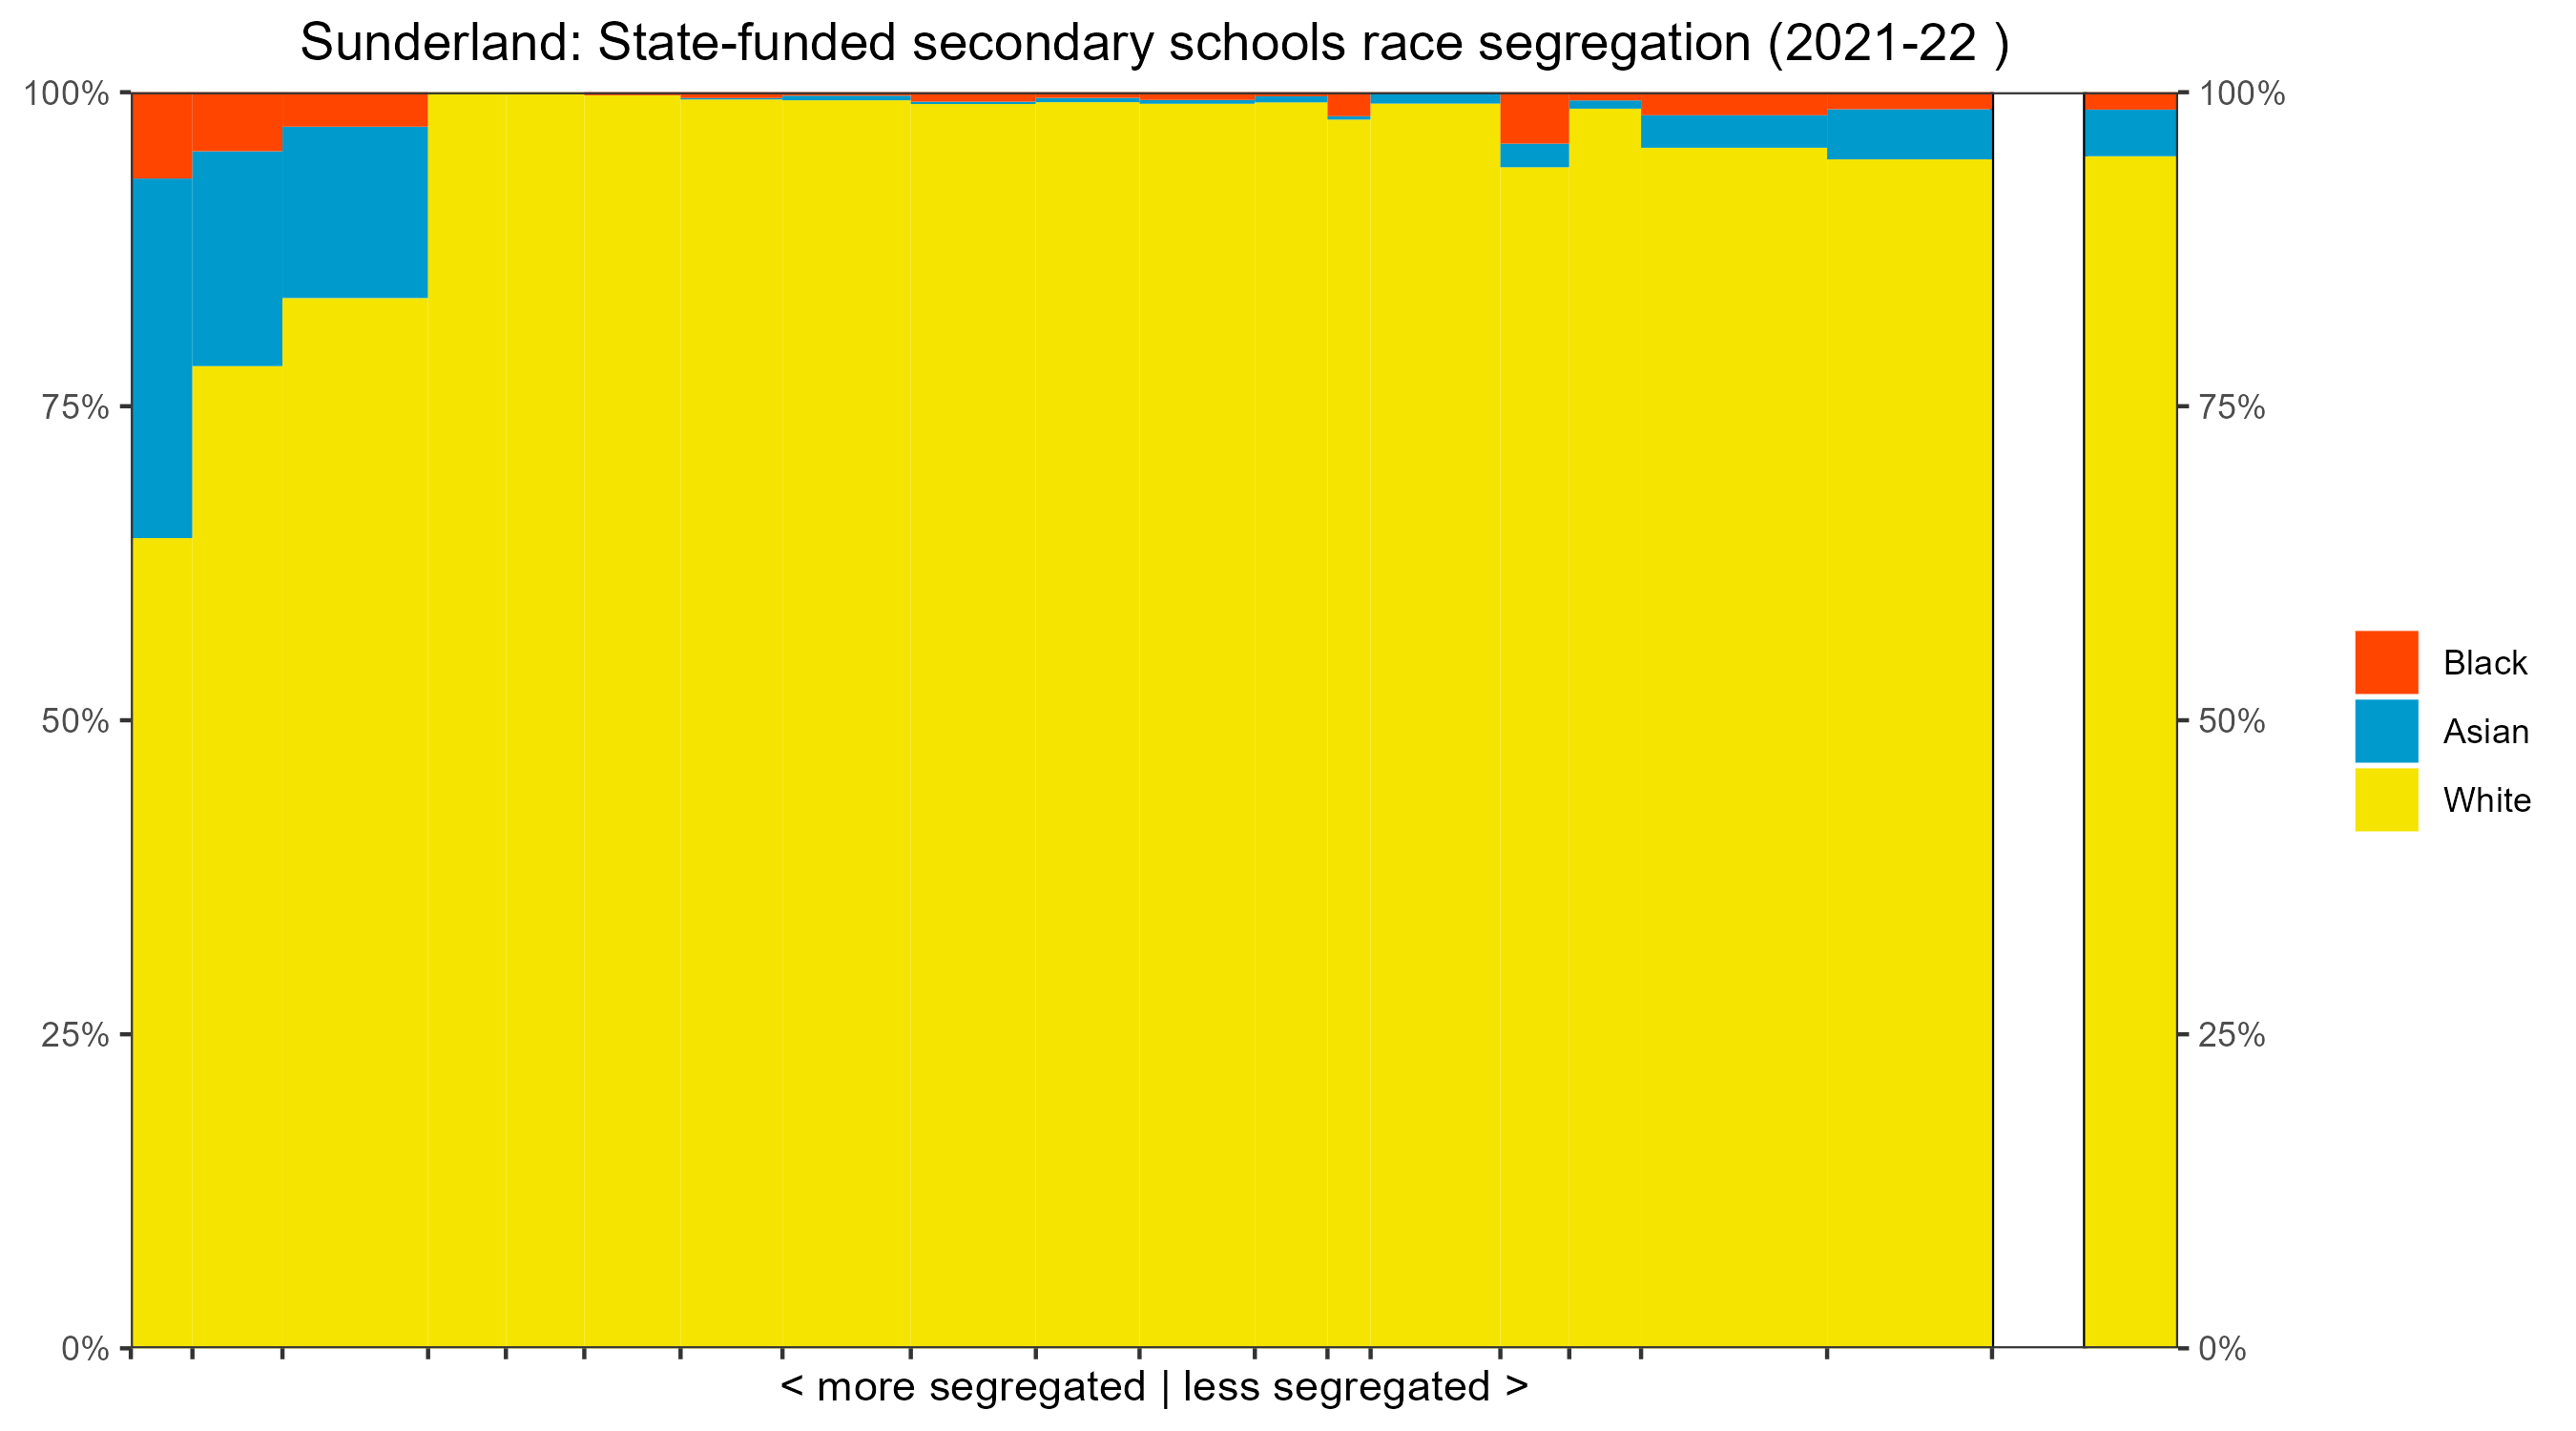 Sunderland: State-funded secondary schools race segregation (2021-22 )
100%
75%
50%
25%
0%
100%
75%
50%
25%
0%
Black
Asian
White
< more segregated | less segregated >